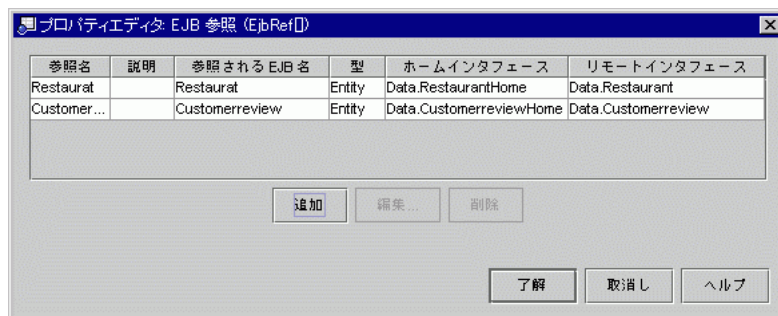 プロパティエディタ: EJB 参照 (EjbRef[])
参照名 説明 参照される EJB 名 型 ホームインタフェース リモートインタフェース
Restaurat Restaurat Entity Data.RestaurantHome Data.Restaurant
Customer... Customerreview Entity Data.CustomerreviewHome Data.Customerreview
追加 編集... 削除
了解 取消し ヘルプ